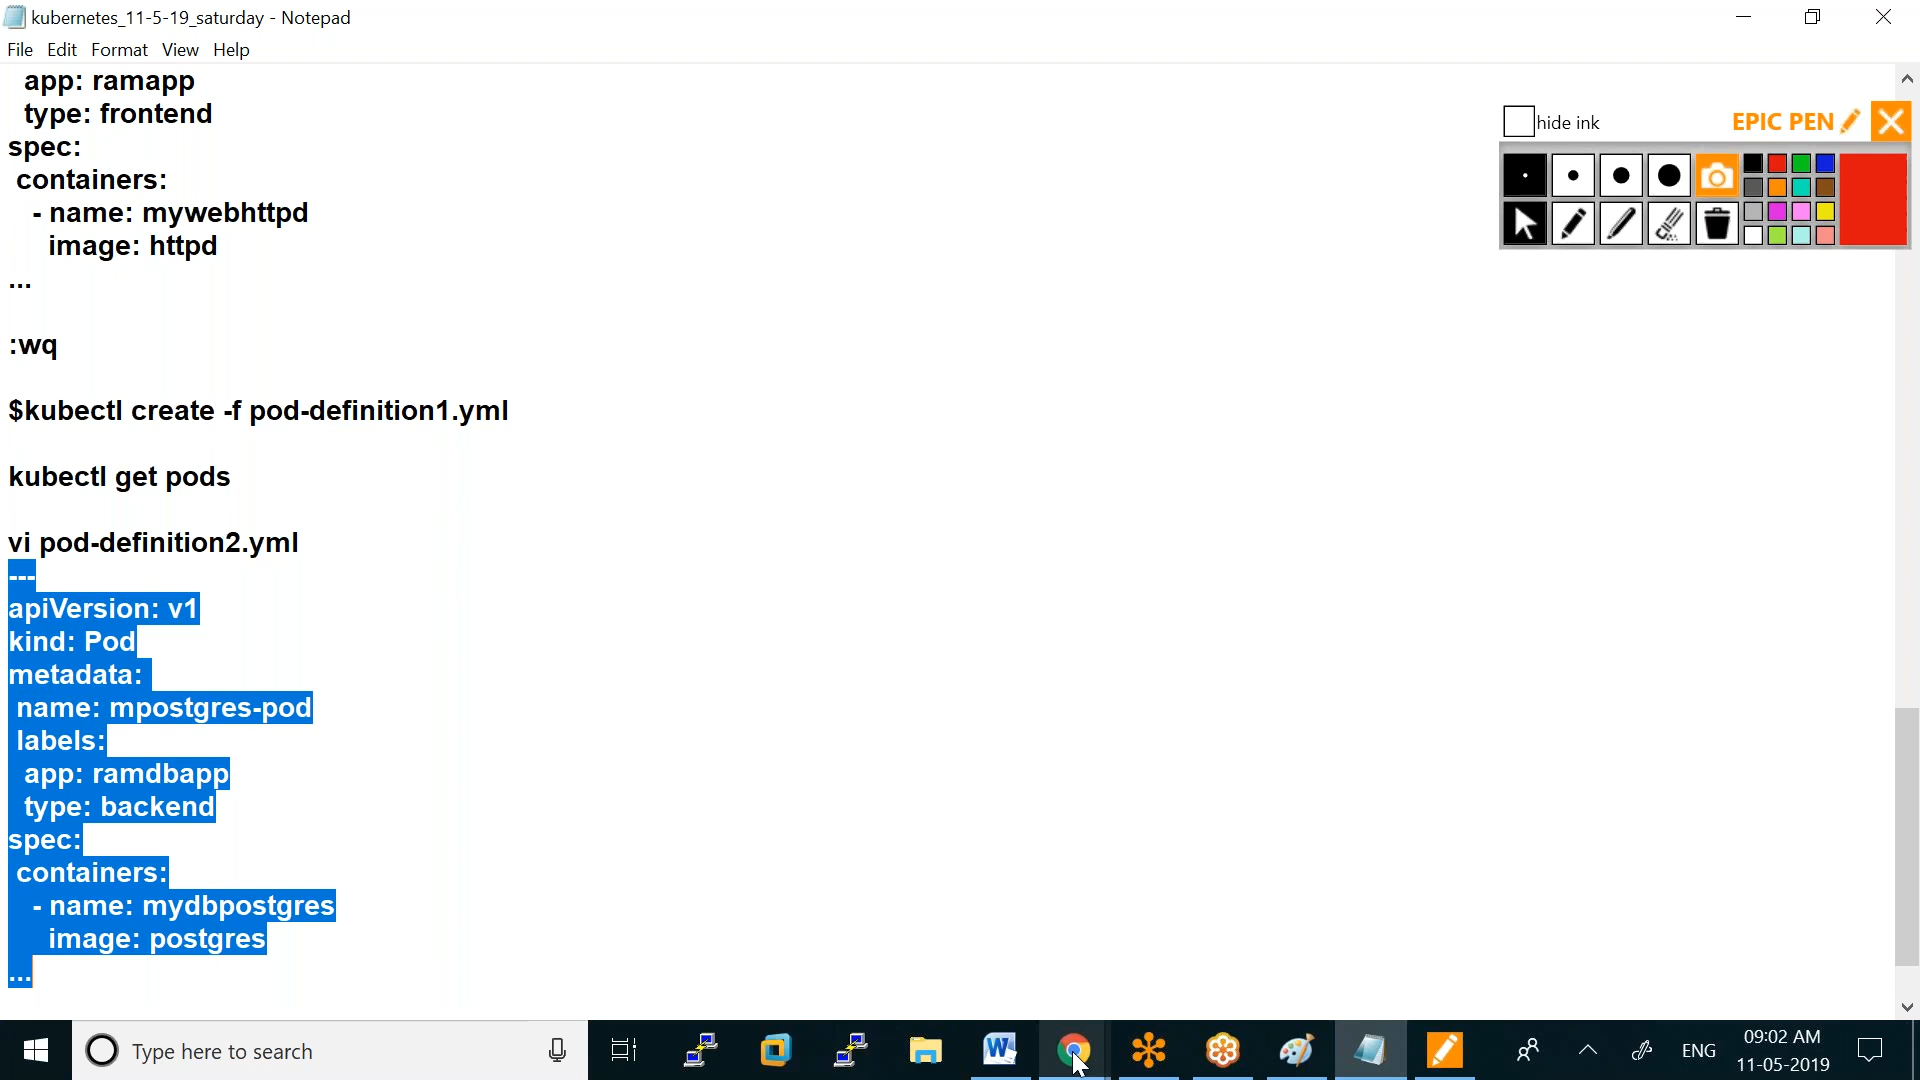 kubernetes_11-5-19_saturday - Notepad
File Edit Format View Help
app: ramapp
type: frontend
spec:
containers:
- name: mywebhttpd
image: httpd
...
:wq
$kubectl create -f pod-definition1.yml
kubectl get pods
vi pod-definition2.yml
---
apiVersion: v1
kind: Pod
metadata:
name: mpostgres-pod
labels:
app: ramdbapp
type: backend
spec:
containers:
- name: mydbpostgres
image: postgres
...
hide ink EPIC PEN
Type here to search
W
ENG
09:02 AM
11-05-2019